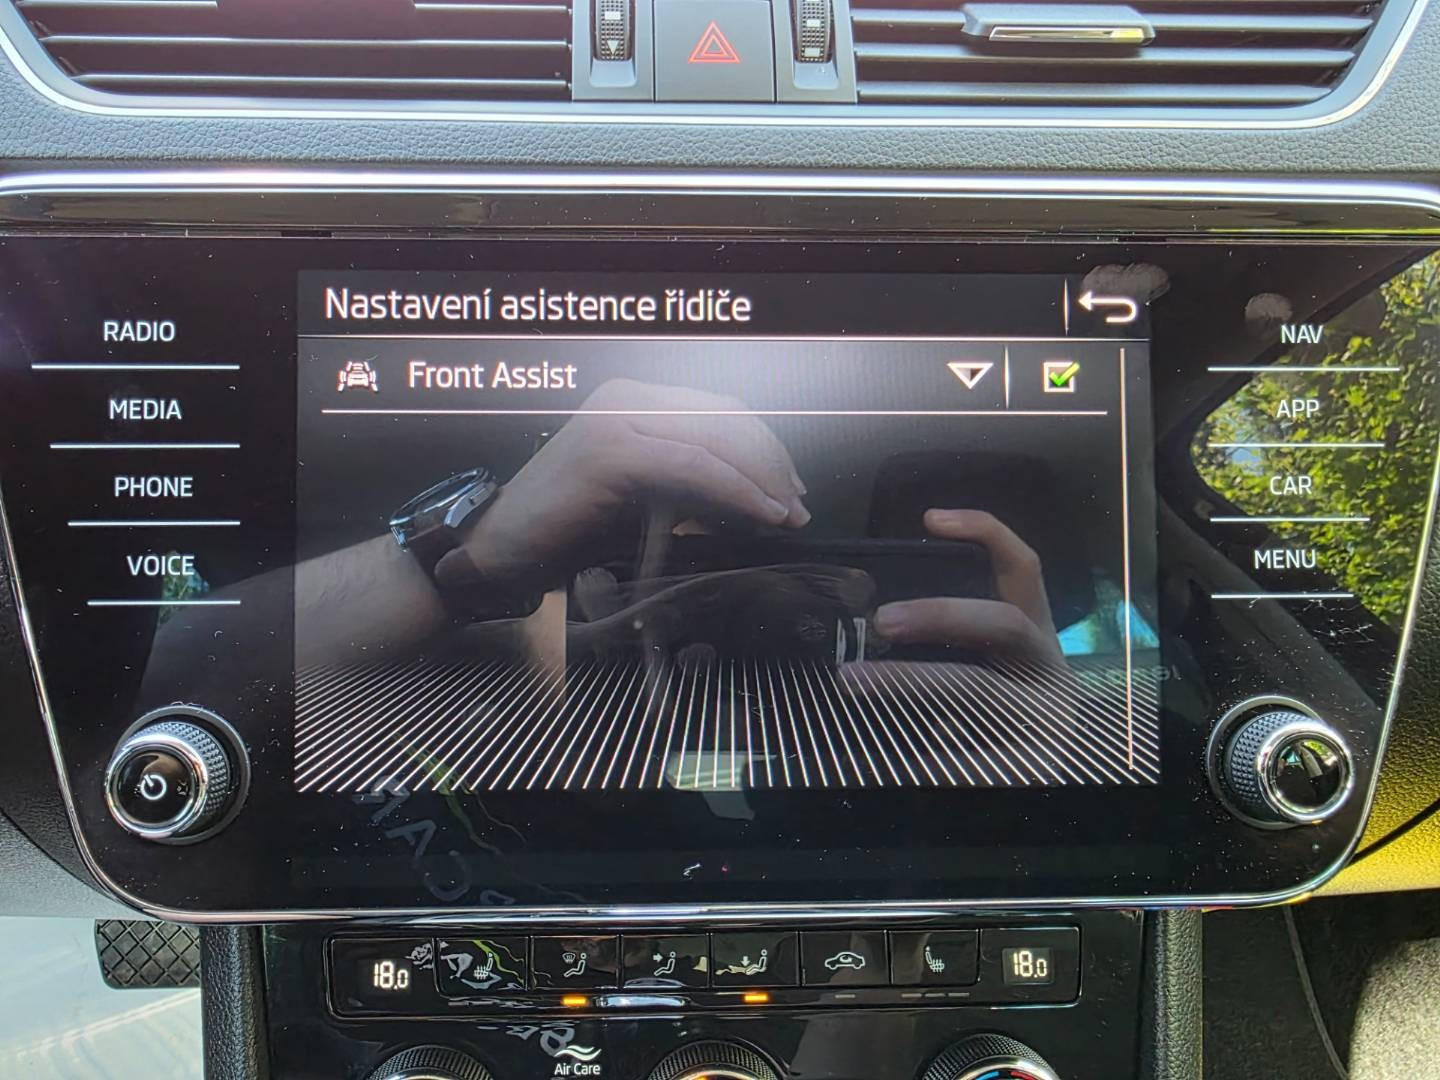 Nastavení asistence řidiče
Front Assist
RADIO
MEDIA
PHONE
VOICE
NAV
APP
CAR
MENU
18.0
18.0
Air Care